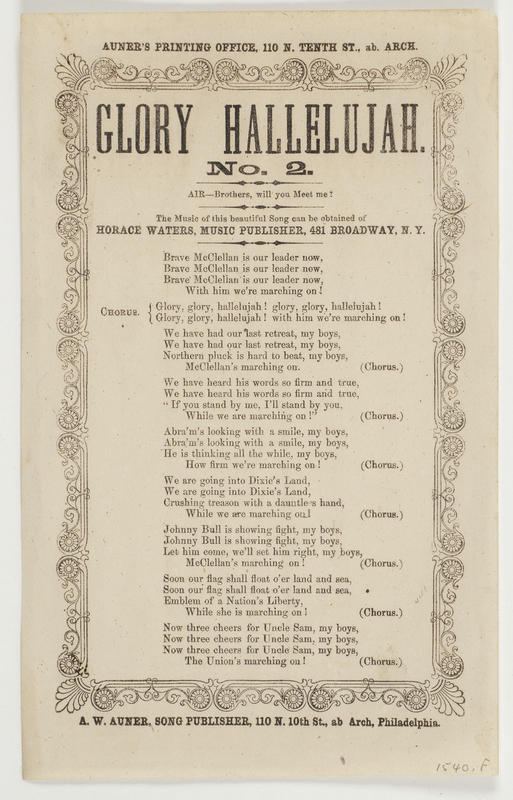 AUNER'S PRINTING OFFICE, 110 N. TENTH ST., ab. ARCH.
GLORY HALLELUJAH.
No. 2.
AIR—Brothers, will you Meet me?
The Music of this beautiful Song can be obtained of
HORACE WATERS, MUSIC PUBLISHER, 481 BROADWAY, N. Y.
Brave McClellan is our leader now,
Brave McClellan is our leader now,
Brave McClellan is our leader now,
With him we're marching on!
CHORUS. { Glory, glory, hallelujah! glory, glory, hallelujah!
Glory, glory, hallelujah! with him we're marching on!
We have had our last retreat, my boys,
We have had our last retreat, my boys,
Northern pluck is hard to beat, my boys,
McClellan's marching on. (Chorus.)
We have heard his words so firm and true,
We have heard his words so firm and true,
"If you stand by me, I'll stand by you,
While we are marching on!" (Chorus.)
Abra'm's looking with a smile, my boys,
Abra'm's looking with a smile, my boys,
He is thinking all the while, my boys,
How firm we're marching on! (Chorus.)
We are going into Dixie's Land,
We are going into Dixie's Land,
Crushing treason with a dauntless hand,
While we are marching on! (Chorus.)
Johnny Bull is showing fight, my boys,
Johnny Bull is showing fight, my boys,
Let him come, we'll set him right, my boys,
McClellan's marching on! (Chorus.)
Soon our flag shall float o'er land and sea,
Soon our flag shall float o'er land and sea,
Emblem of a Nation's Liberty,
While she is marching on! (Chorus.)
Now three cheers for Uncle Sam, my boys,
Now three cheers for Uncle Sam, my boys,
Now three cheers for Uncle Sam, my boys,
The Union's marching on! (Chorus.)
A. W. AUNER, SONG PUBLISHER, 110 N. 10th St., ab Arch, Philadelphia.
1540. F